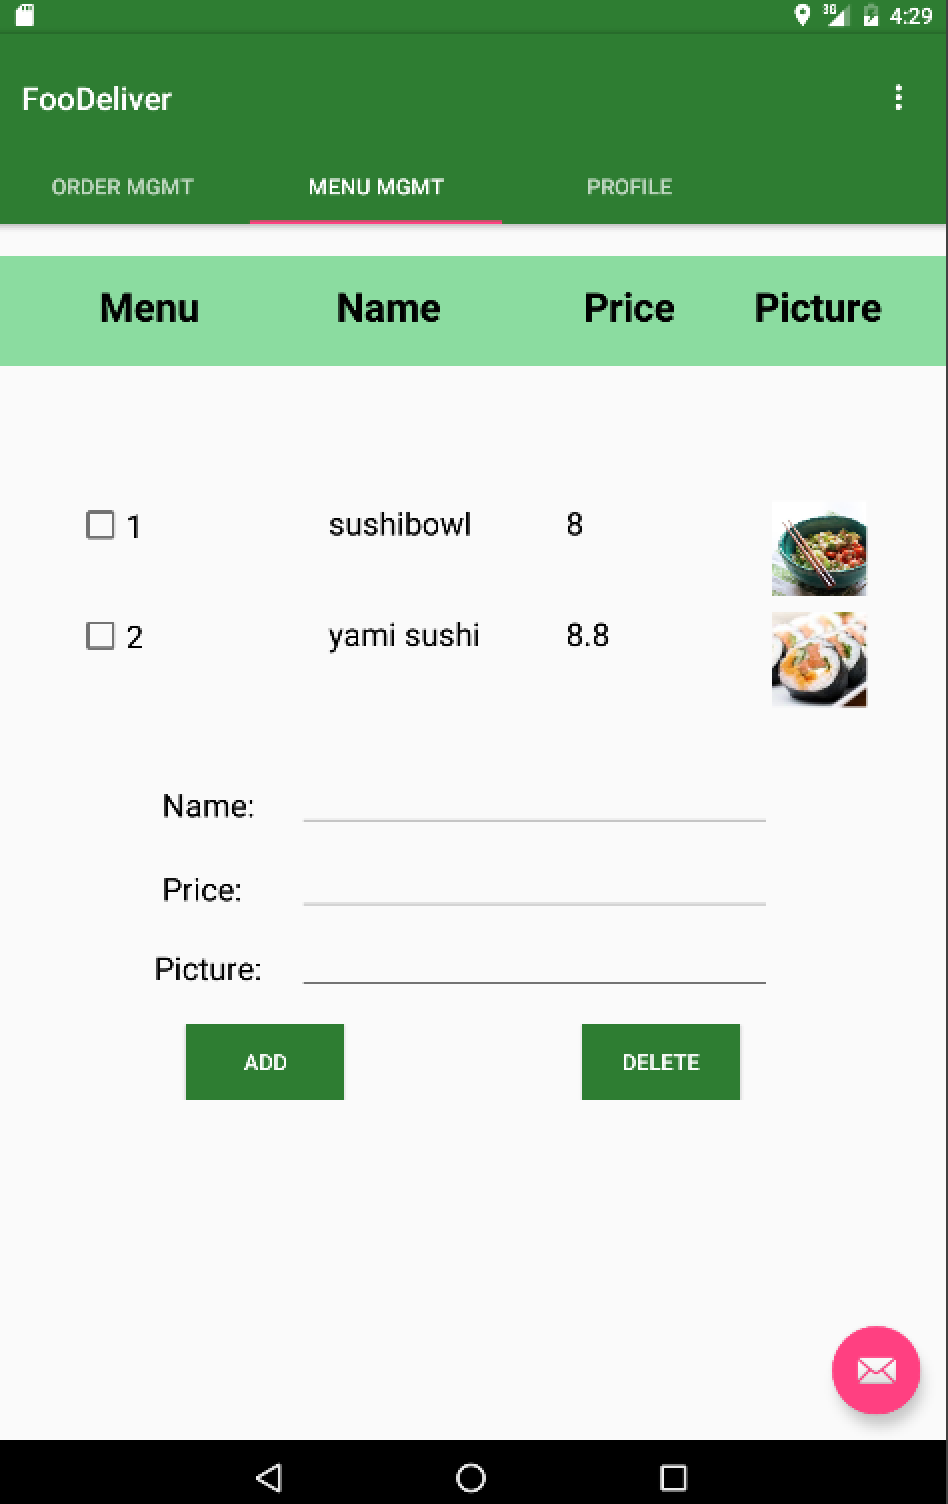 4:29
FooDeliver
ORDER MGMT MENU MGMT PROFILE
Menu Name Price Picture
1 sushibowl 8
2 yami sushi 8.8
Name:
Price:
Picture:
ADD DELETE